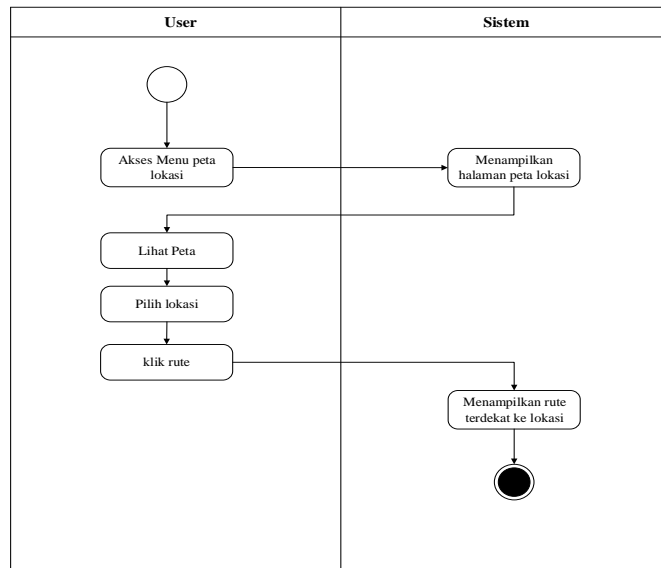 User
Sistem
Akses Menu peta
lokasi
Menampilkan
halaman peta lokasi
Lihat Peta
Pilih lokasi
klik rute
Menampilkan rute
terdekat ke lokasi